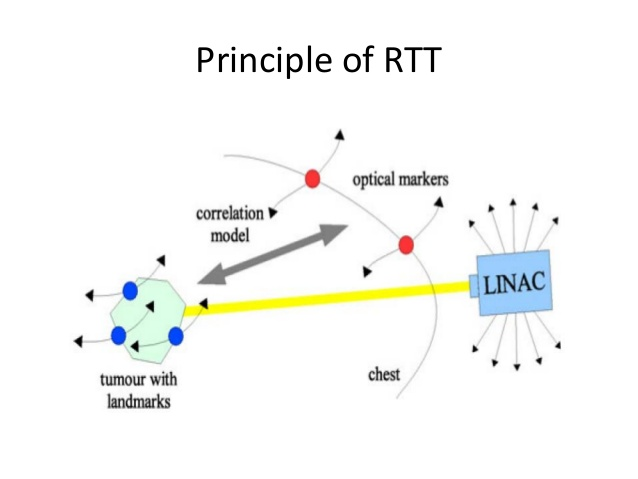 Principle of RTT
optical markers
correlation
model
LINAC
chest
tumour with
landmarks